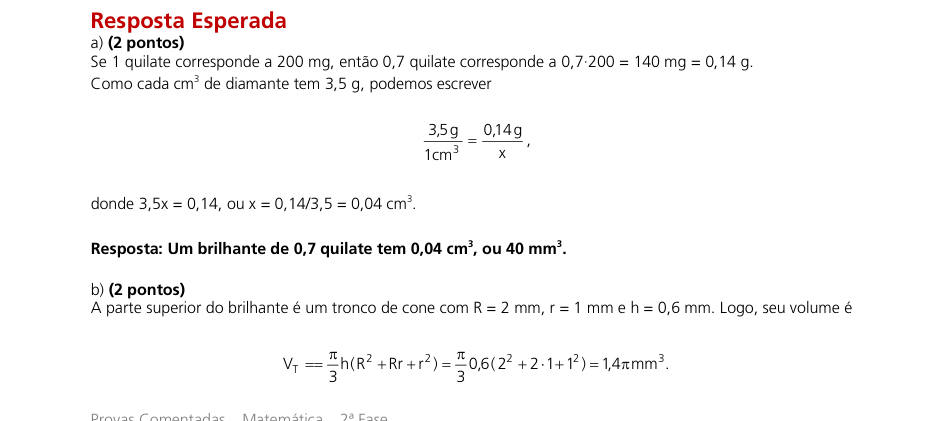 Resposta Esperada
a) (2 pontos)
Se 1 quilate corresponde a 200 mg, então 0,7 quilate corresponde a 0,7·200 = 140 mg = 0,14 g.
Como cada cm³ de diamante tem 3,5 g, podemos escrever
3,5 g / 1cm³ = 0,14 g / x ,
donde 3,5x = 0,14, ou x = 0,14/3,5 = 0,04 cm³.
Resposta: Um brilhante de 0,7 quilate tem 0,04 cm³, ou 40 mm³.
b) (2 pontos)
A parte superior do brilhante é um tronco de cone com R = 2 mm, r = 1 mm e h = 0,6 mm. Logo, seu volume é
V_T == π/3 h(R² + Rr + r²) = π/3 0,6(2² + 2·1 + 1²) = 1,4π mm³.
Provas Comentadas Matemática 2ª Fase